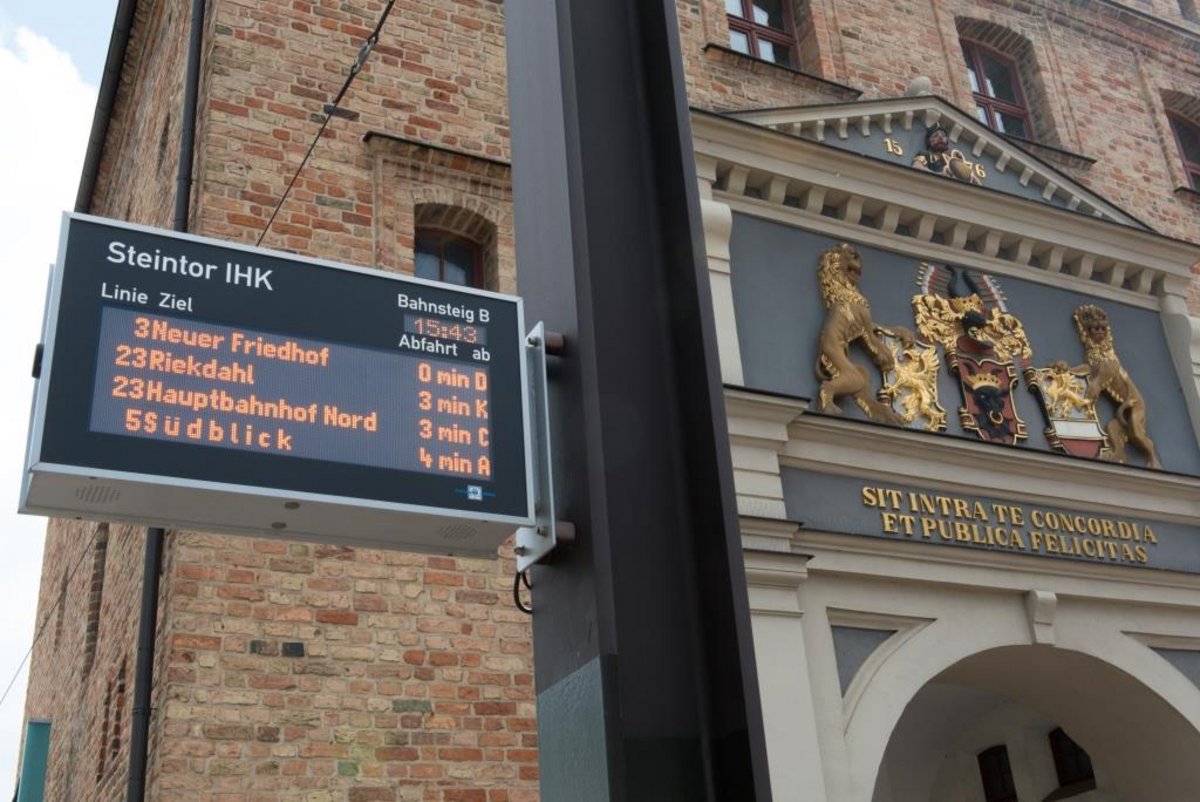 Steintor IHK
Linie Ziel Bahnsteig B
15:43
Abfahrt ab
3 Neuer Friedhof 0 min D
23 Riekdahl 3 min K
23 Hauptbahnhof Nord 3 min C
5 Südblick 4 min A
15 76
SIT INTRA TE CONCORDIA
ET PUBLICA FELICITAS